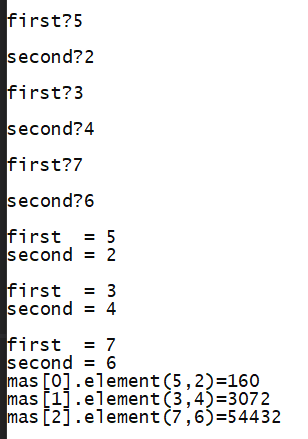 first?5
second?2
first?3
second?4
first?7
second?6
first  = 5
second = 2
first  = 3
second = 4
first  = 7
second = 6
mas[0].element(5,2)=160
mas[1].element(3,4)=3072
mas[2].element(7,6)=54432